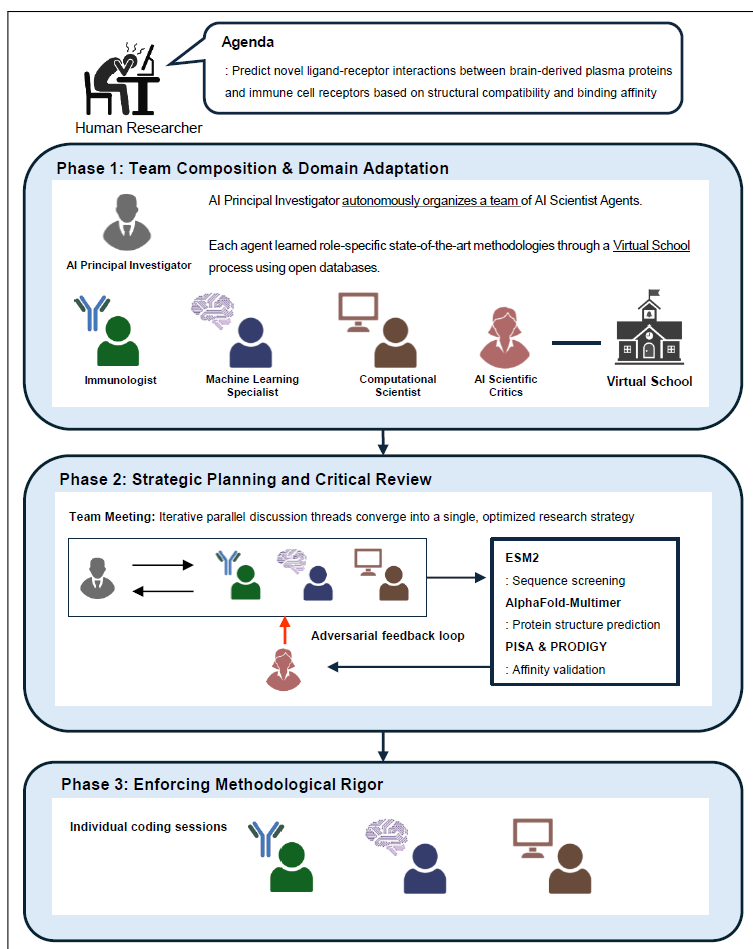 Agenda
: Predict novel ligand-receptor interactions between brain-derived plasma proteins
and immune cell receptors based on structural compatibility and binding affinity
Human Researcher
Phase 1: Team Composition & Domain Adaptation
AI Principal Investigator autonomously organizes a team of AI Scientist Agents.
Each agent learned role-specific state-of-the-art methodologies through a Virtual School
process using open databases.
AI Principal Investigator
Immunologist
Machine Learning
Specialist
Computational
Scientist
AI Scientific
Critics
Virtual School
Phase 2: Strategic Planning and Critical Review
Team Meeting: Iterative parallel discussion threads converge into a single, optimized research strategy
ESM2
: Sequence screening
AlphaFold-Multimer
: Protein structure prediction
PISA & PRODIGY
: Affinity validation
Adversarial feedback loop
Phase 3: Enforcing Methodological Rigor
Individual coding sessions